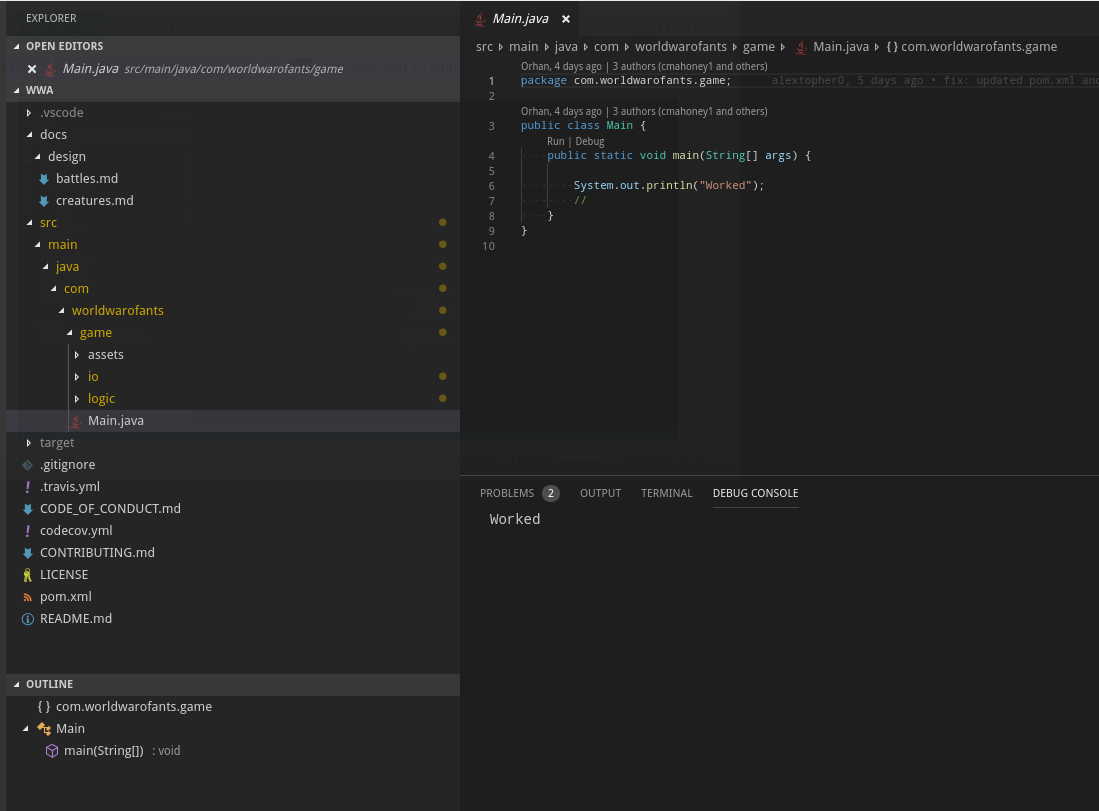 EXPLORER
OPEN EDITORS
Main.java src/main/java/com/worldwarofants/game
WWA
.vscode
docs
design
battles.md
creatures.md
src
main
java
com
worldwarofants
game
assets
io
logic
Main.java
target
.gitignore
.travis.yml
CODE_OF_CONDUCT.md
codecov.yml
CONTRIBUTING.md
LICENSE
pom.xml
README.md
OUTLINE
{ } com.worldwarofants.game
Main
main(String[]) : void
Main.java
src main java com worldwarofants game Main.java { } com.worldwarofants.game
Orhan, 4 days ago | 3 authors (cmahoney1 and others)
1 package com.worldwarofants.game; alextopher0, 5 days ago • fix: updated pom.xml and
2
Orhan, 4 days ago | 3 authors (cmahoney1 and others)
3 public class Main {
Run | Debug
4 public static void main(String[] args) {
5
6 System.out.println("Worked");
7 //
8 }
9 }
10
PROBLEMS 2 OUTPUT TERMINAL DEBUG CONSOLE
Worked